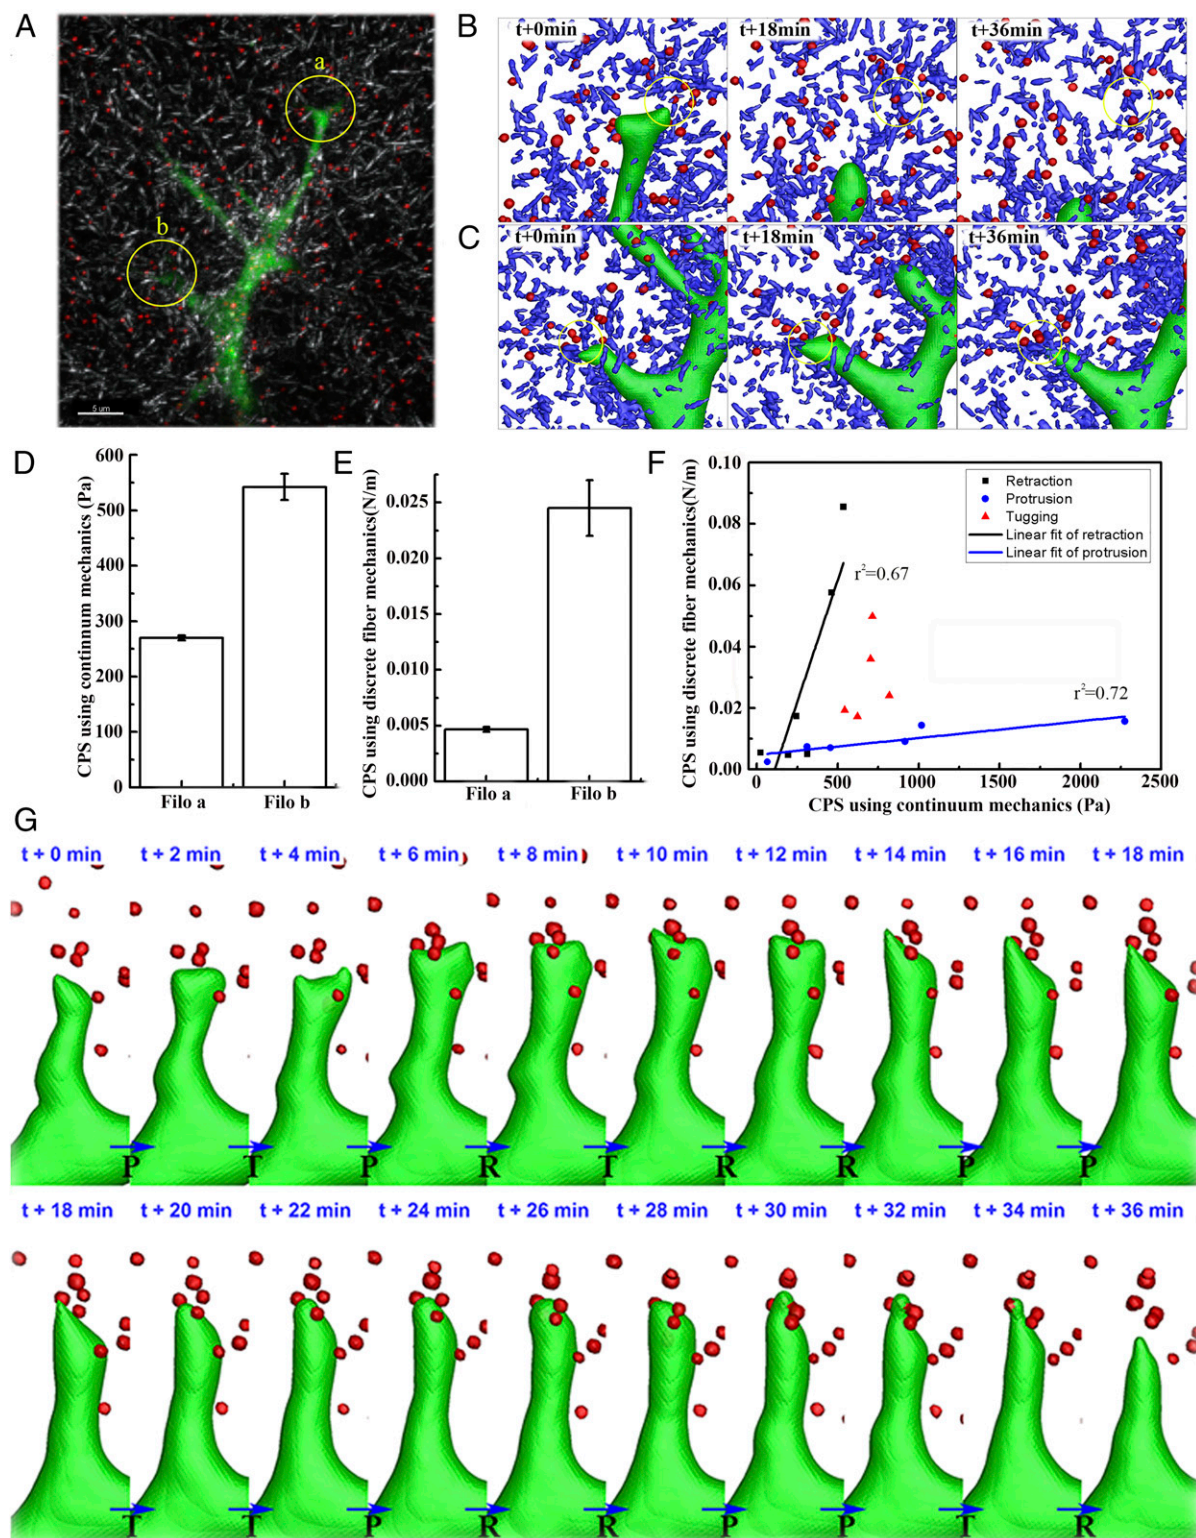 A
a
b
5 um
B
t+0min
t+18min
t+36min
C
t+0min
t+18min
t+36min
D
CPS using continnum mechanics (Pa)
600
550
500
450
400
350
300
250
200
100
0
Filo a
Filo b
E
CPS using discrete fiber mechanics(N/m)
0.025
0.020
0.015
0.010
0.005
0.000
Filo a
Filo b
F
CPS using discrete fiber mechanics(N/m)
0.10
0.08
0.06
0.04
0.02
0.00
Retraction
Protrusion
Tugging
Linear fit of retraction
Linear fit of protrusion
r²=0.67
r²=0.72
0 500 1000 1500 2000 2500
CPS using continuum mechanics (Pa)
G
t + 0 min t + 2 min t + 4 min t + 6 min t + 8 min t + 10 min t + 12 min t + 14 min t + 16 min t + 18 min
P T P R T R R P P
t + 18 min t + 20 min t + 22 min t + 24 min t + 26 min t + 28 min t + 30 min t + 32 min t + 34 min t + 36 min
T T P R R P P T R